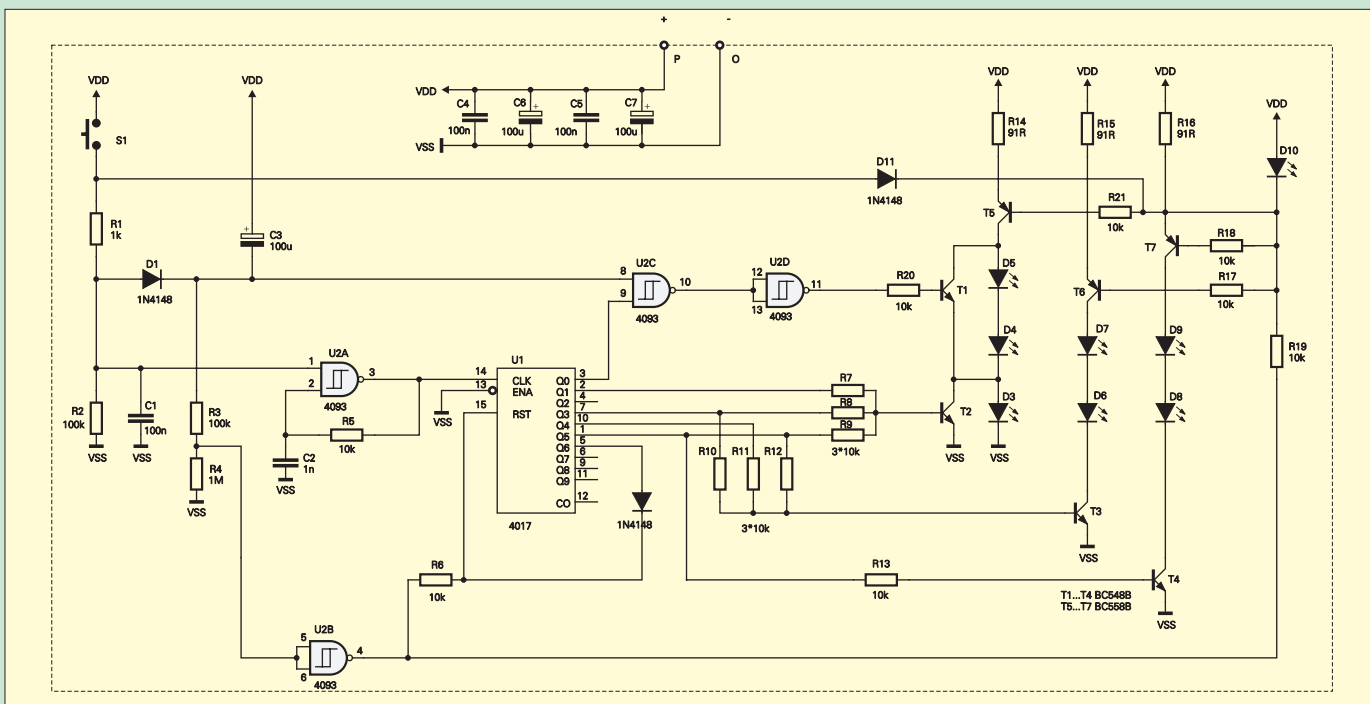 + -
P O
VDD
C4 100n
C6 + 100u
C5 100n
C7 + 100u
VSS
VDD
S1
R1 1k
D1 1N4148
R2 100k
VSS
C1 100n
VSS
VDD
C3 + 100u
R3 100k
R4 1M
VSS
1 2 U2A 3
4093
R5 10k
C2 1n
VSS
5 6 U2B 4
4093
R6 10k
VSS
U1
14 CLK
13 ENA
15 RST
Q0 3
Q1 2
Q2 4
Q3 7
Q4 10
Q5 1
Q6 5
Q7 6
Q8 9
Q9 11
CO 12
4017
1N4148
8 9 U2C 10
4093
12 13 U2D 11
4093
R20 10k
R7
R8
R9
3*10k
R10 R11 R12
3*10k
R13 10k
D11 1N4148
VDD
R14 91R
T5
T1
D5
D4
T2
D3
VSS VSS
VDD
R15 91R
T6
D7
D6
T3
VSS
VDD
R16 91R
T7
D9
D8
T4
VSS
R21 10k
R18 10k
R17 10k
VDD
D10
R19 10k
T1...T4 BC548B
T5...T7 BC558B